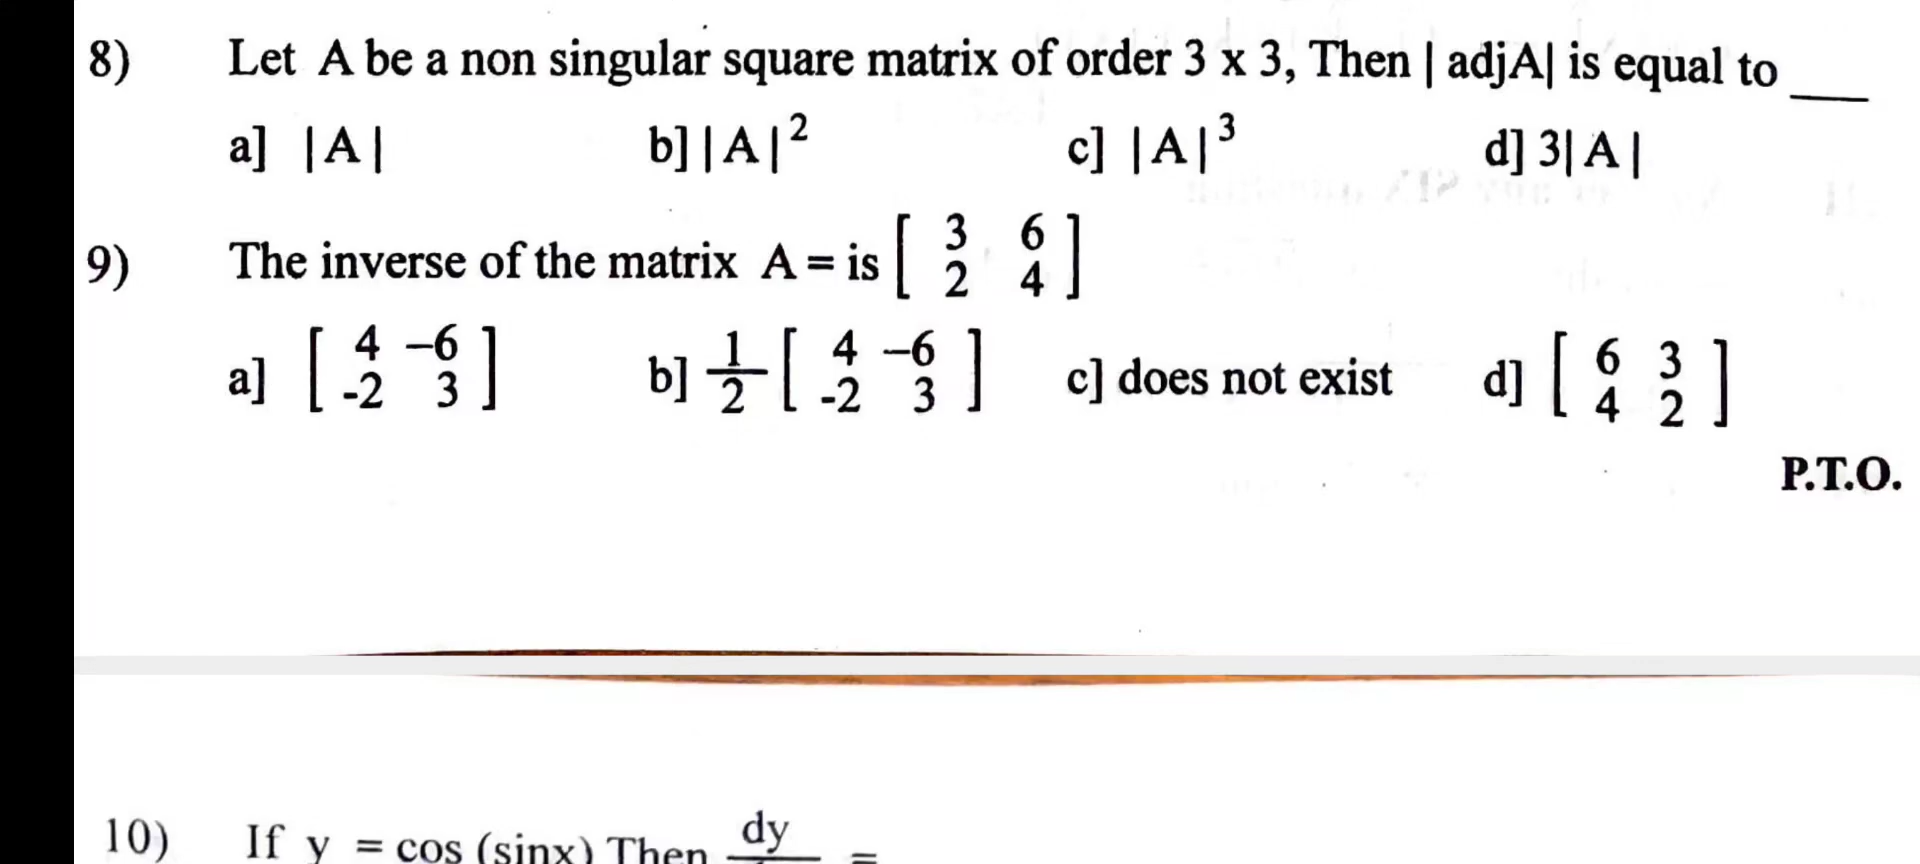 8) Let A be a non singular square matrix of order 3 x 3, Then | adjA| is equal to ___
a] |A| b] |A|² c] |A|³ d] 3|A|
9) The inverse of the matrix A = is [ 3 6
2 4 ]
a] [ 4 –6
-2 3 ] b] 1/2 [ 4 –6
-2 3 ] c] does not exist d] [ 6 3
4 2 ]
P.T.O.
10) If y = cos (sinx) Then dy =